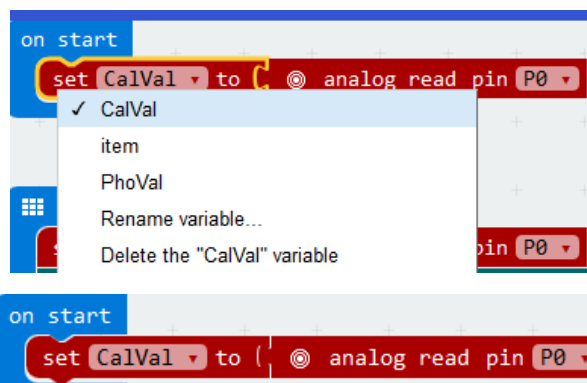 on start
set CalVal to analog read pin P0
✓ CalVal
item
PhoVal
Rename variable...
Delete the "CalVal" variable
pin P0
on start
set CalVal to analog read pin P0